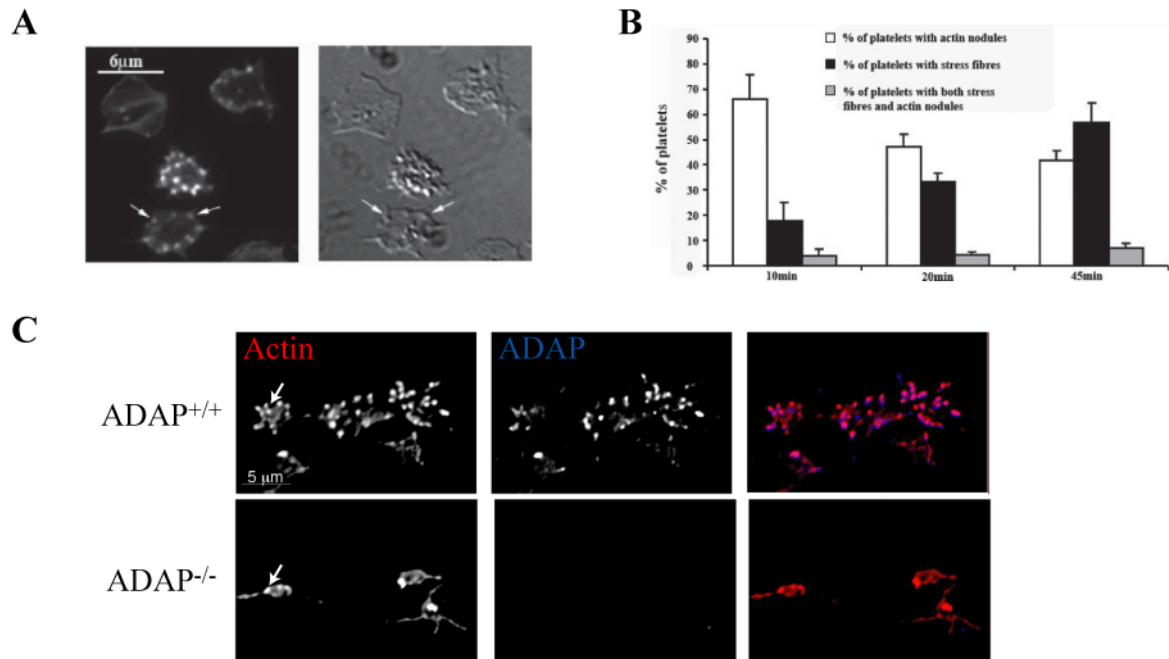 A
6μm
B
90
80
70
60
50
40
30
20
10
0
% of platelets
% of platelets with actin nodules
% of platelets with stress fibres
% of platelets with both stress
fibres and actin nodules
10min
20min
45min
C
Actin
ADAP
ADAP+/+
5 μm
ADAP-/-